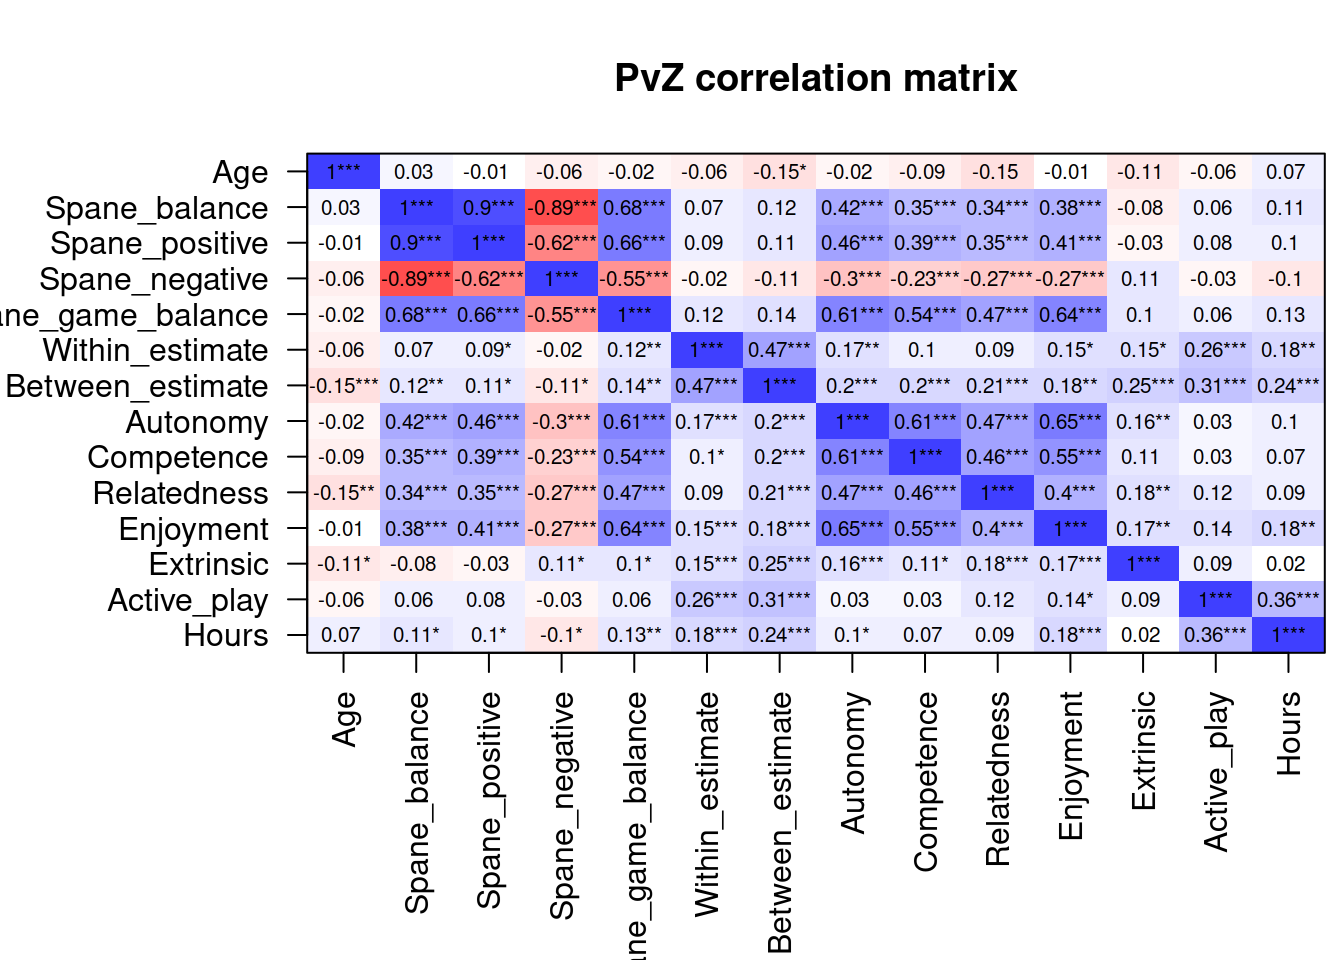 PvZ correlation matrix
Age 1*** 0.03 -0.01 -0.06 -0.02 -0.06 -0.15* -0.02 -0.09 -0.15 -0.01 -0.11 -0.06 0.07
Spane_balance 0.03 1*** 0.9*** -0.89*** 0.68*** 0.07 0.12 0.42*** 0.35*** 0.34*** 0.38*** -0.08 0.06 0.11
Spane_positive -0.01 0.9*** 1*** -0.62*** 0.66*** 0.09 0.11 0.46*** 0.39*** 0.35*** 0.41*** -0.03 0.08 0.1
Spane_negative -0.06 -0.89*** -0.62*** 1*** -0.55*** -0.02 -0.11 -0.3*** -0.23*** -0.27*** -0.27*** 0.11 -0.03 -0.1
ane_game_balance -0.02 0.68*** 0.66*** -0.55*** 1*** 0.12 0.14 0.61*** 0.54*** 0.47*** 0.64*** 0.1 0.06 0.13
Within_estimate -0.06 0.07 0.09* -0.02 0.12** 1*** 0.47*** 0.17** 0.1 0.09 0.15* 0.15* 0.26*** 0.18**
Between_estimate -0.15*** 0.12** 0.11* -0.11* 0.14** 0.47*** 1*** 0.2*** 0.2*** 0.21*** 0.18** 0.25*** 0.31*** 0.24***
Autonomy -0.02 0.42*** 0.46*** -0.3*** 0.61*** 0.17*** 0.2*** 1*** 0.61*** 0.47*** 0.65*** 0.16** 0.03 0.1
Competence -0.09 0.35*** 0.39*** -0.23*** 0.54*** 0.1* 0.2*** 0.61*** 1*** 0.46*** 0.55*** 0.11 0.03 0.07
Relatedness -0.15** 0.34*** 0.35*** -0.27*** 0.47*** 0.09 0.21*** 0.47*** 0.46*** 1*** 0.4*** 0.18** 0.12 0.09
Enjoyment -0.01 0.38*** 0.41*** -0.27*** 0.64*** 0.15*** 0.18*** 0.65*** 0.55*** 0.4*** 1*** 0.17** 0.14 0.18**
Extrinsic -0.11* -0.08 -0.03 0.11* 0.1* 0.15*** 0.25*** 0.16*** 0.11* 0.18*** 0.17*** 1*** 0.09 0.02
Active_play -0.06 0.06 0.08 -0.03 0.06 0.26*** 0.31*** 0.03 0.03 0.12 0.14* 0.09 1*** 0.36***
Hours 0.07 0.11* 0.1* -0.1* 0.13** 0.18*** 0.24*** 0.1* 0.07 0.09 0.18*** 0.02 0.36*** 1***
Age
Spane_balance
Spane_positive
Spane_negative
ane_game_balance
Within_estimate
Between_estimate
Autonomy
Competence
Relatedness
Enjoyment
Extrinsic
Active_play
Hours